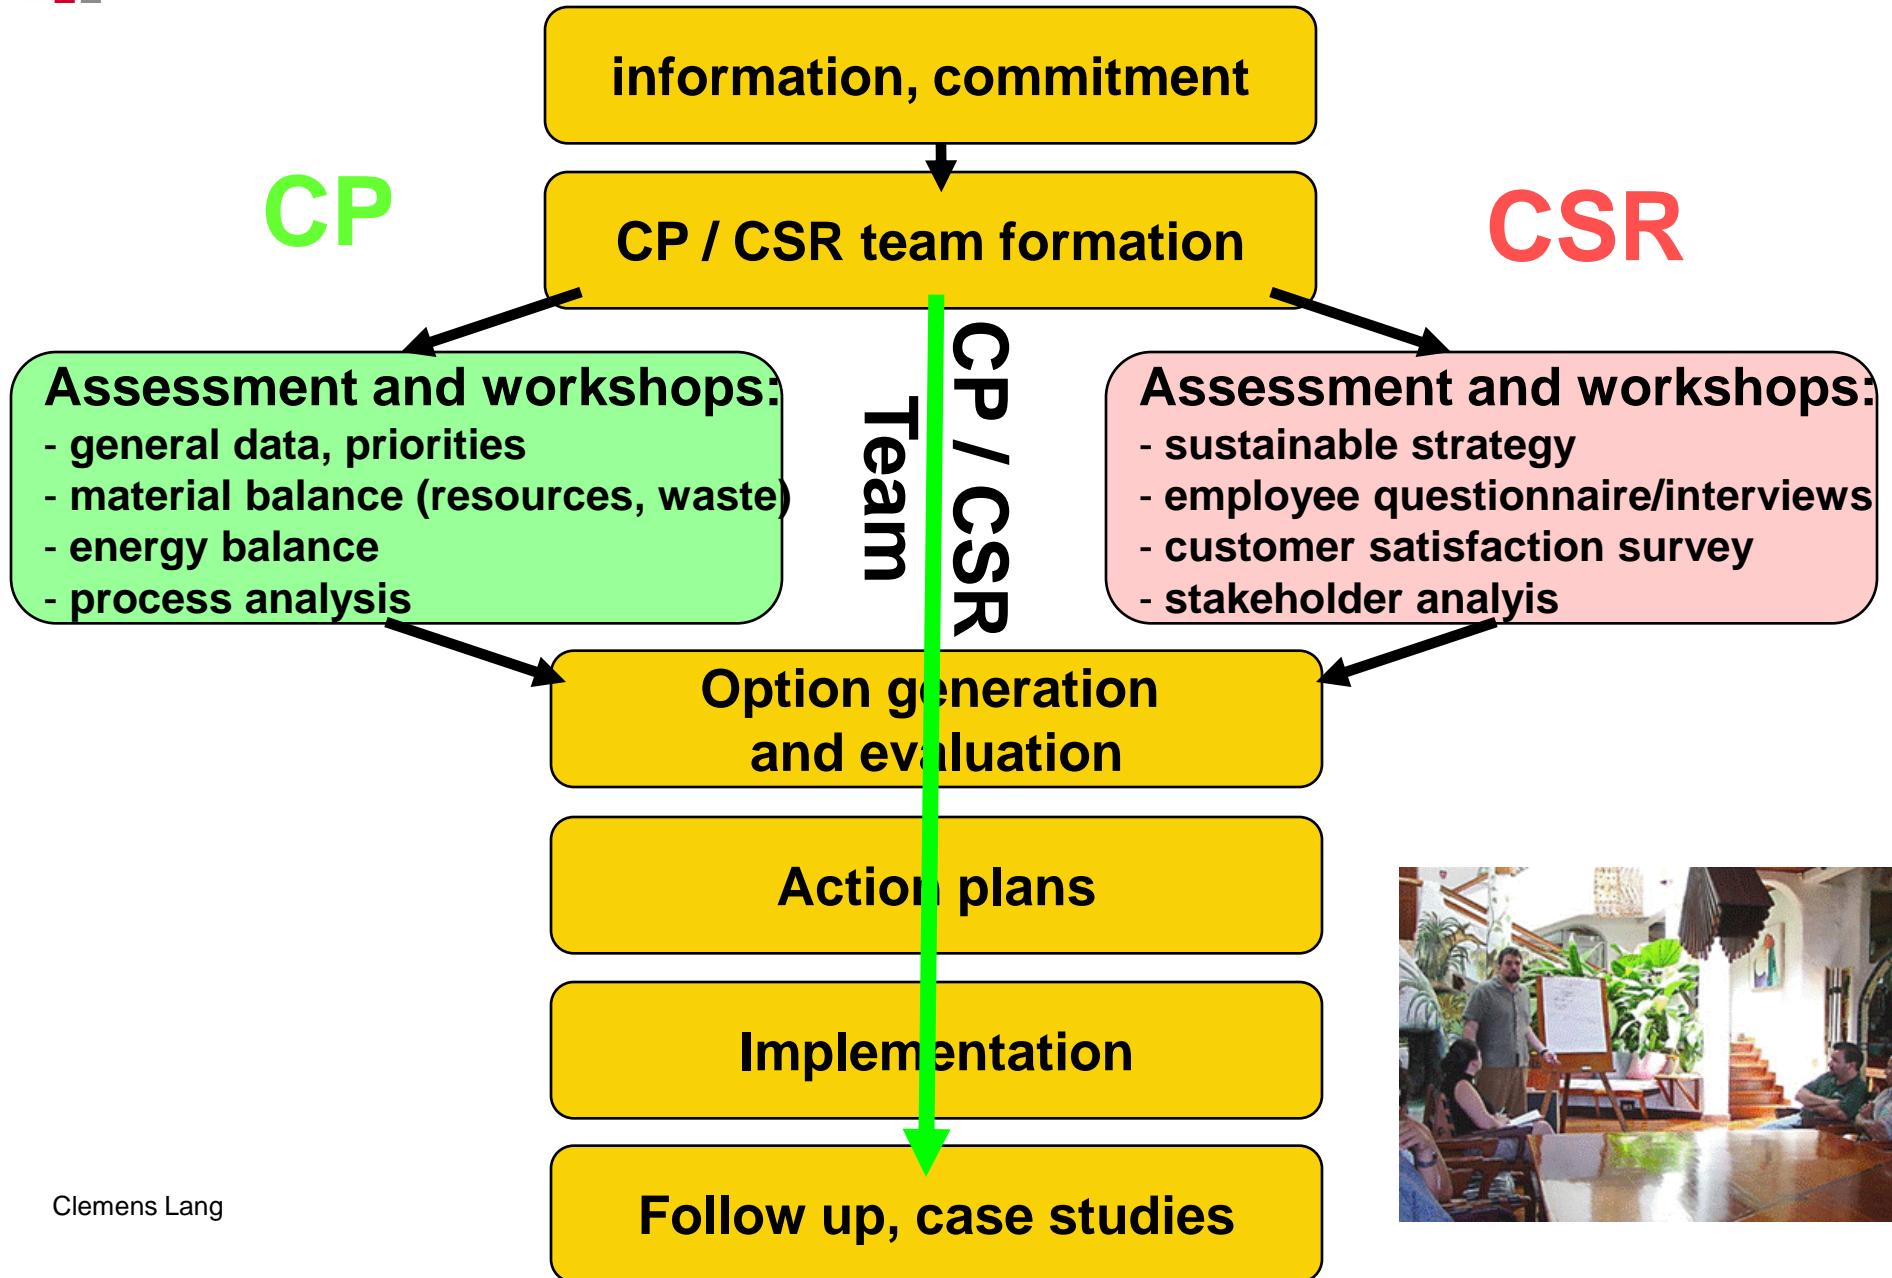 information, commitment
CP
CSR
CP / CSR team formation
CP / CSR
Team
Assessment and workshops:
- general data, priorities
- material balance (resources, waste)
- energy balance
- process analysis
Assessment and workshops:
- sustainable strategy
- employee questionnaire/interviews
- customer satisfaction survey
- stakeholder analyis
Option generation
and evaluation
Action plans
Implementation
Follow up, case studies
Clemens Lang